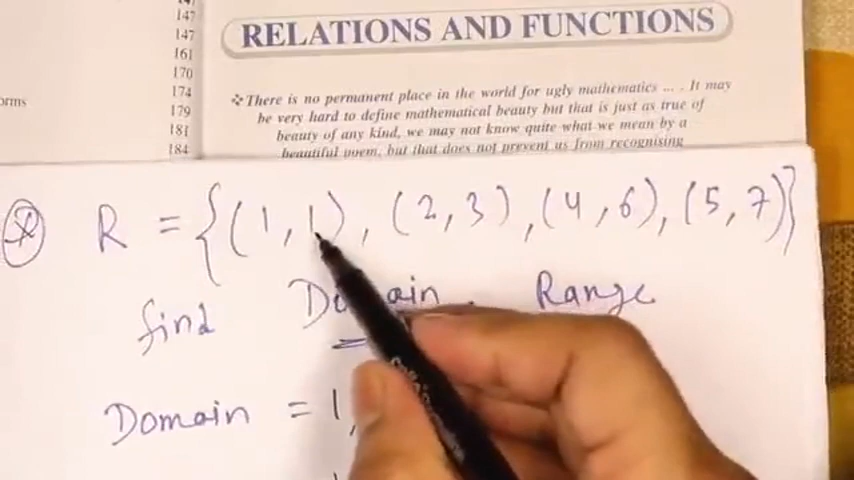 147
147
161
170
174
179
181
184
orms
RELATIONS AND FUNCTIONS
❖There is no permanent place in the world for ugly mathematics ... . It may
be very hard to define mathematical beauty but that is just as true of
beauty of any kind, we may not know quite what we mean by a
beautiful poem, but that does not prevent us from recognising
R = {(1,1), (2,3), (4,6), (5,7)}
find Range
Domain = 1,